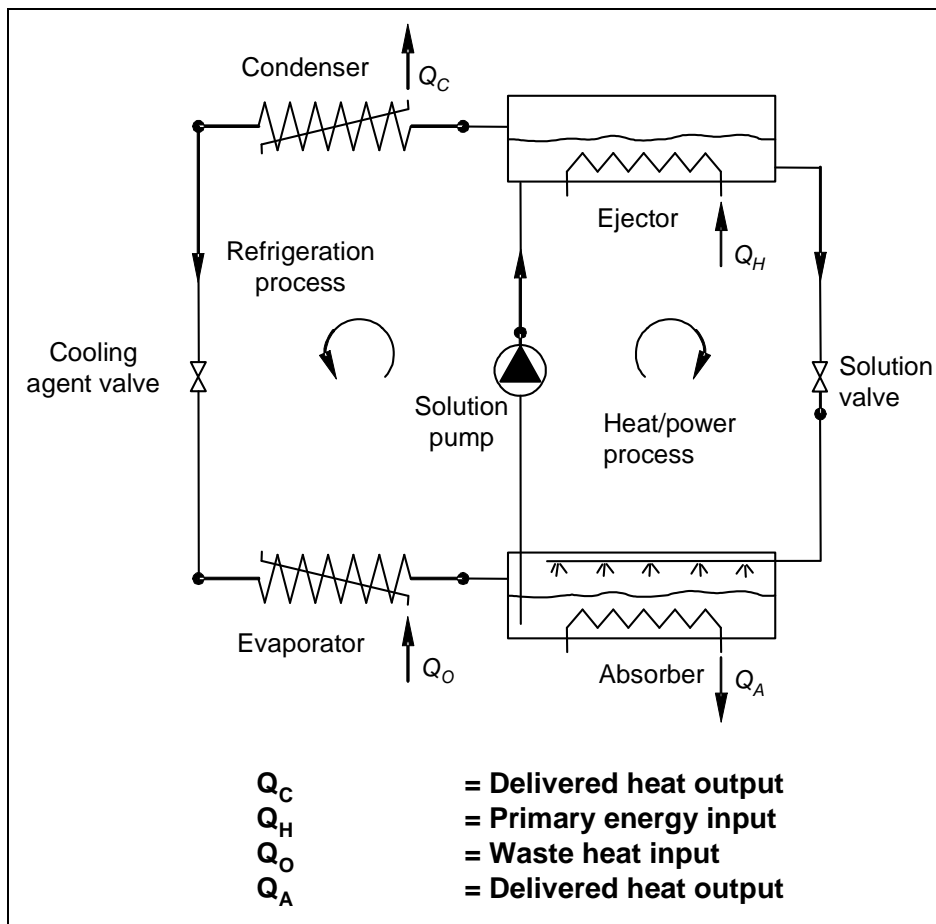 Condenser
Q_C
Ejector
Q_H
Refrigeration
process
Cooling
agent valve
Solution
pump
Heat/power
process
Solution
valve
Evaporator
Q_O
Absorber
Q_A
Q_C = Delivered heat output
Q_H = Primary energy input
Q_O = Waste heat input
Q_A = Delivered heat output